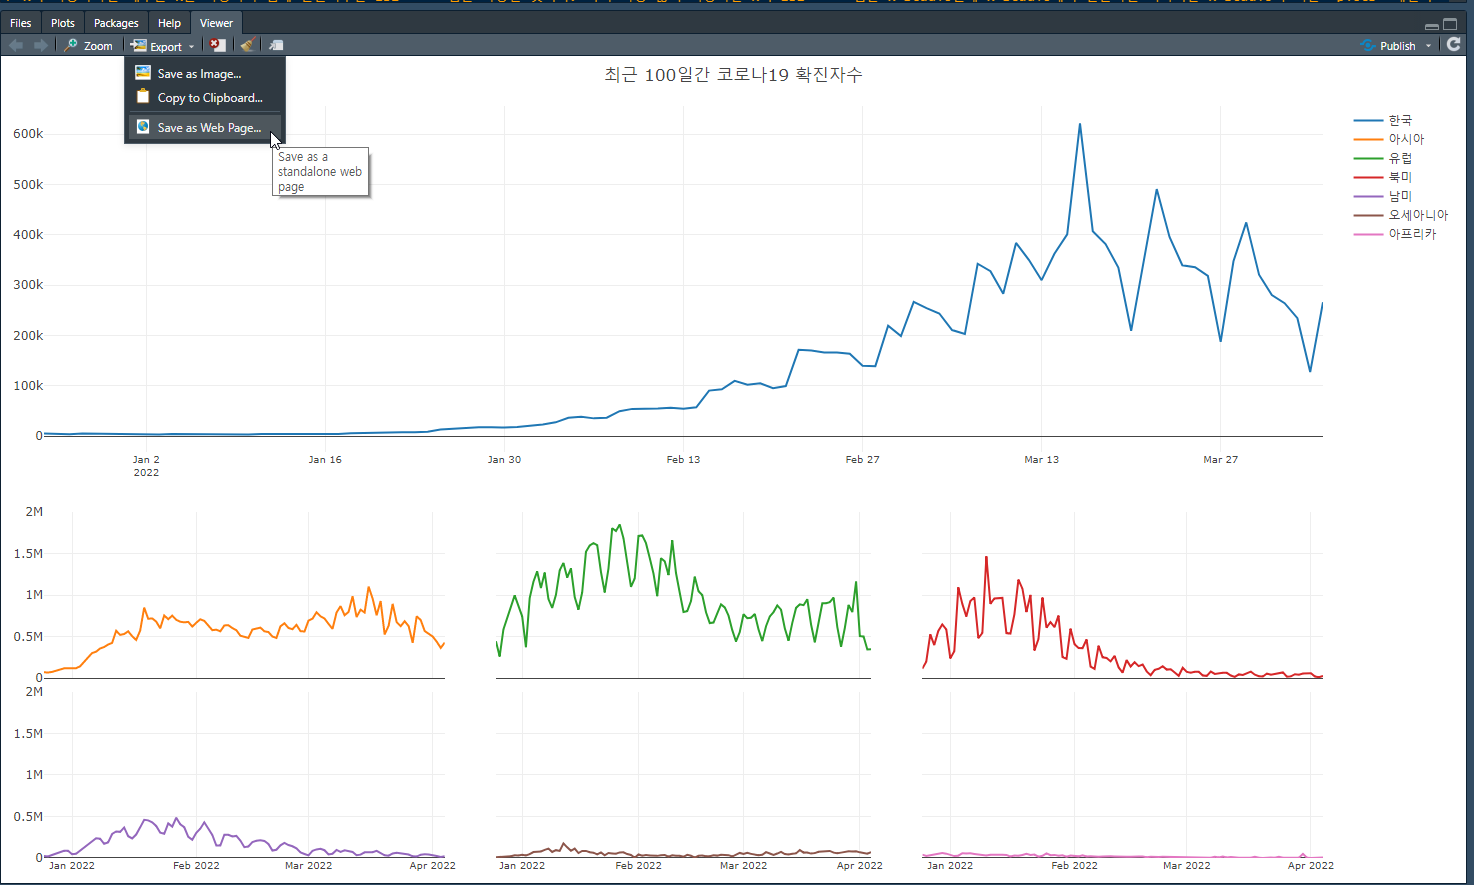 Files Plots Packages Help Viewer
Zoom Export Publish
Save as Image...
Copy to Clipboard...
Save as Web Page...
Save as a
standalone web
page
최근 100일간 코로나19 확진자수
600k
500k
400k
300k
200k
100k
0
Jan 2
2022
Jan 16
Jan 30
Feb 13
Feb 27
Mar 13
Mar 27
한국
아시아
유럽
북미
남미
오세아니아
아프리카
2M
1.5M
1M
0.5M
0
2M
1.5M
1M
0.5M
0
Jan 2022 Feb 2022 Mar 2022 Apr 2022
Jan 2022 Feb 2022 Mar 2022 Apr 2022
Jan 2022 Feb 2022 Mar 2022 Apr 2022